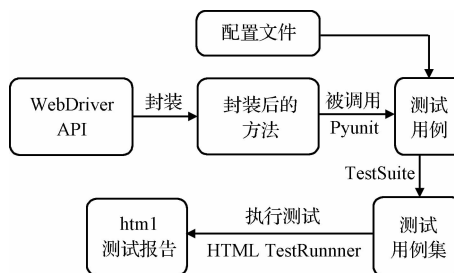 配置文件
WebDriver
API
封装
封装后的
方法
被调用
Pyunit
测试
用例
TestSuite
测试
用例集
执行测试
HTML TestRunnner
htm1
测试报告